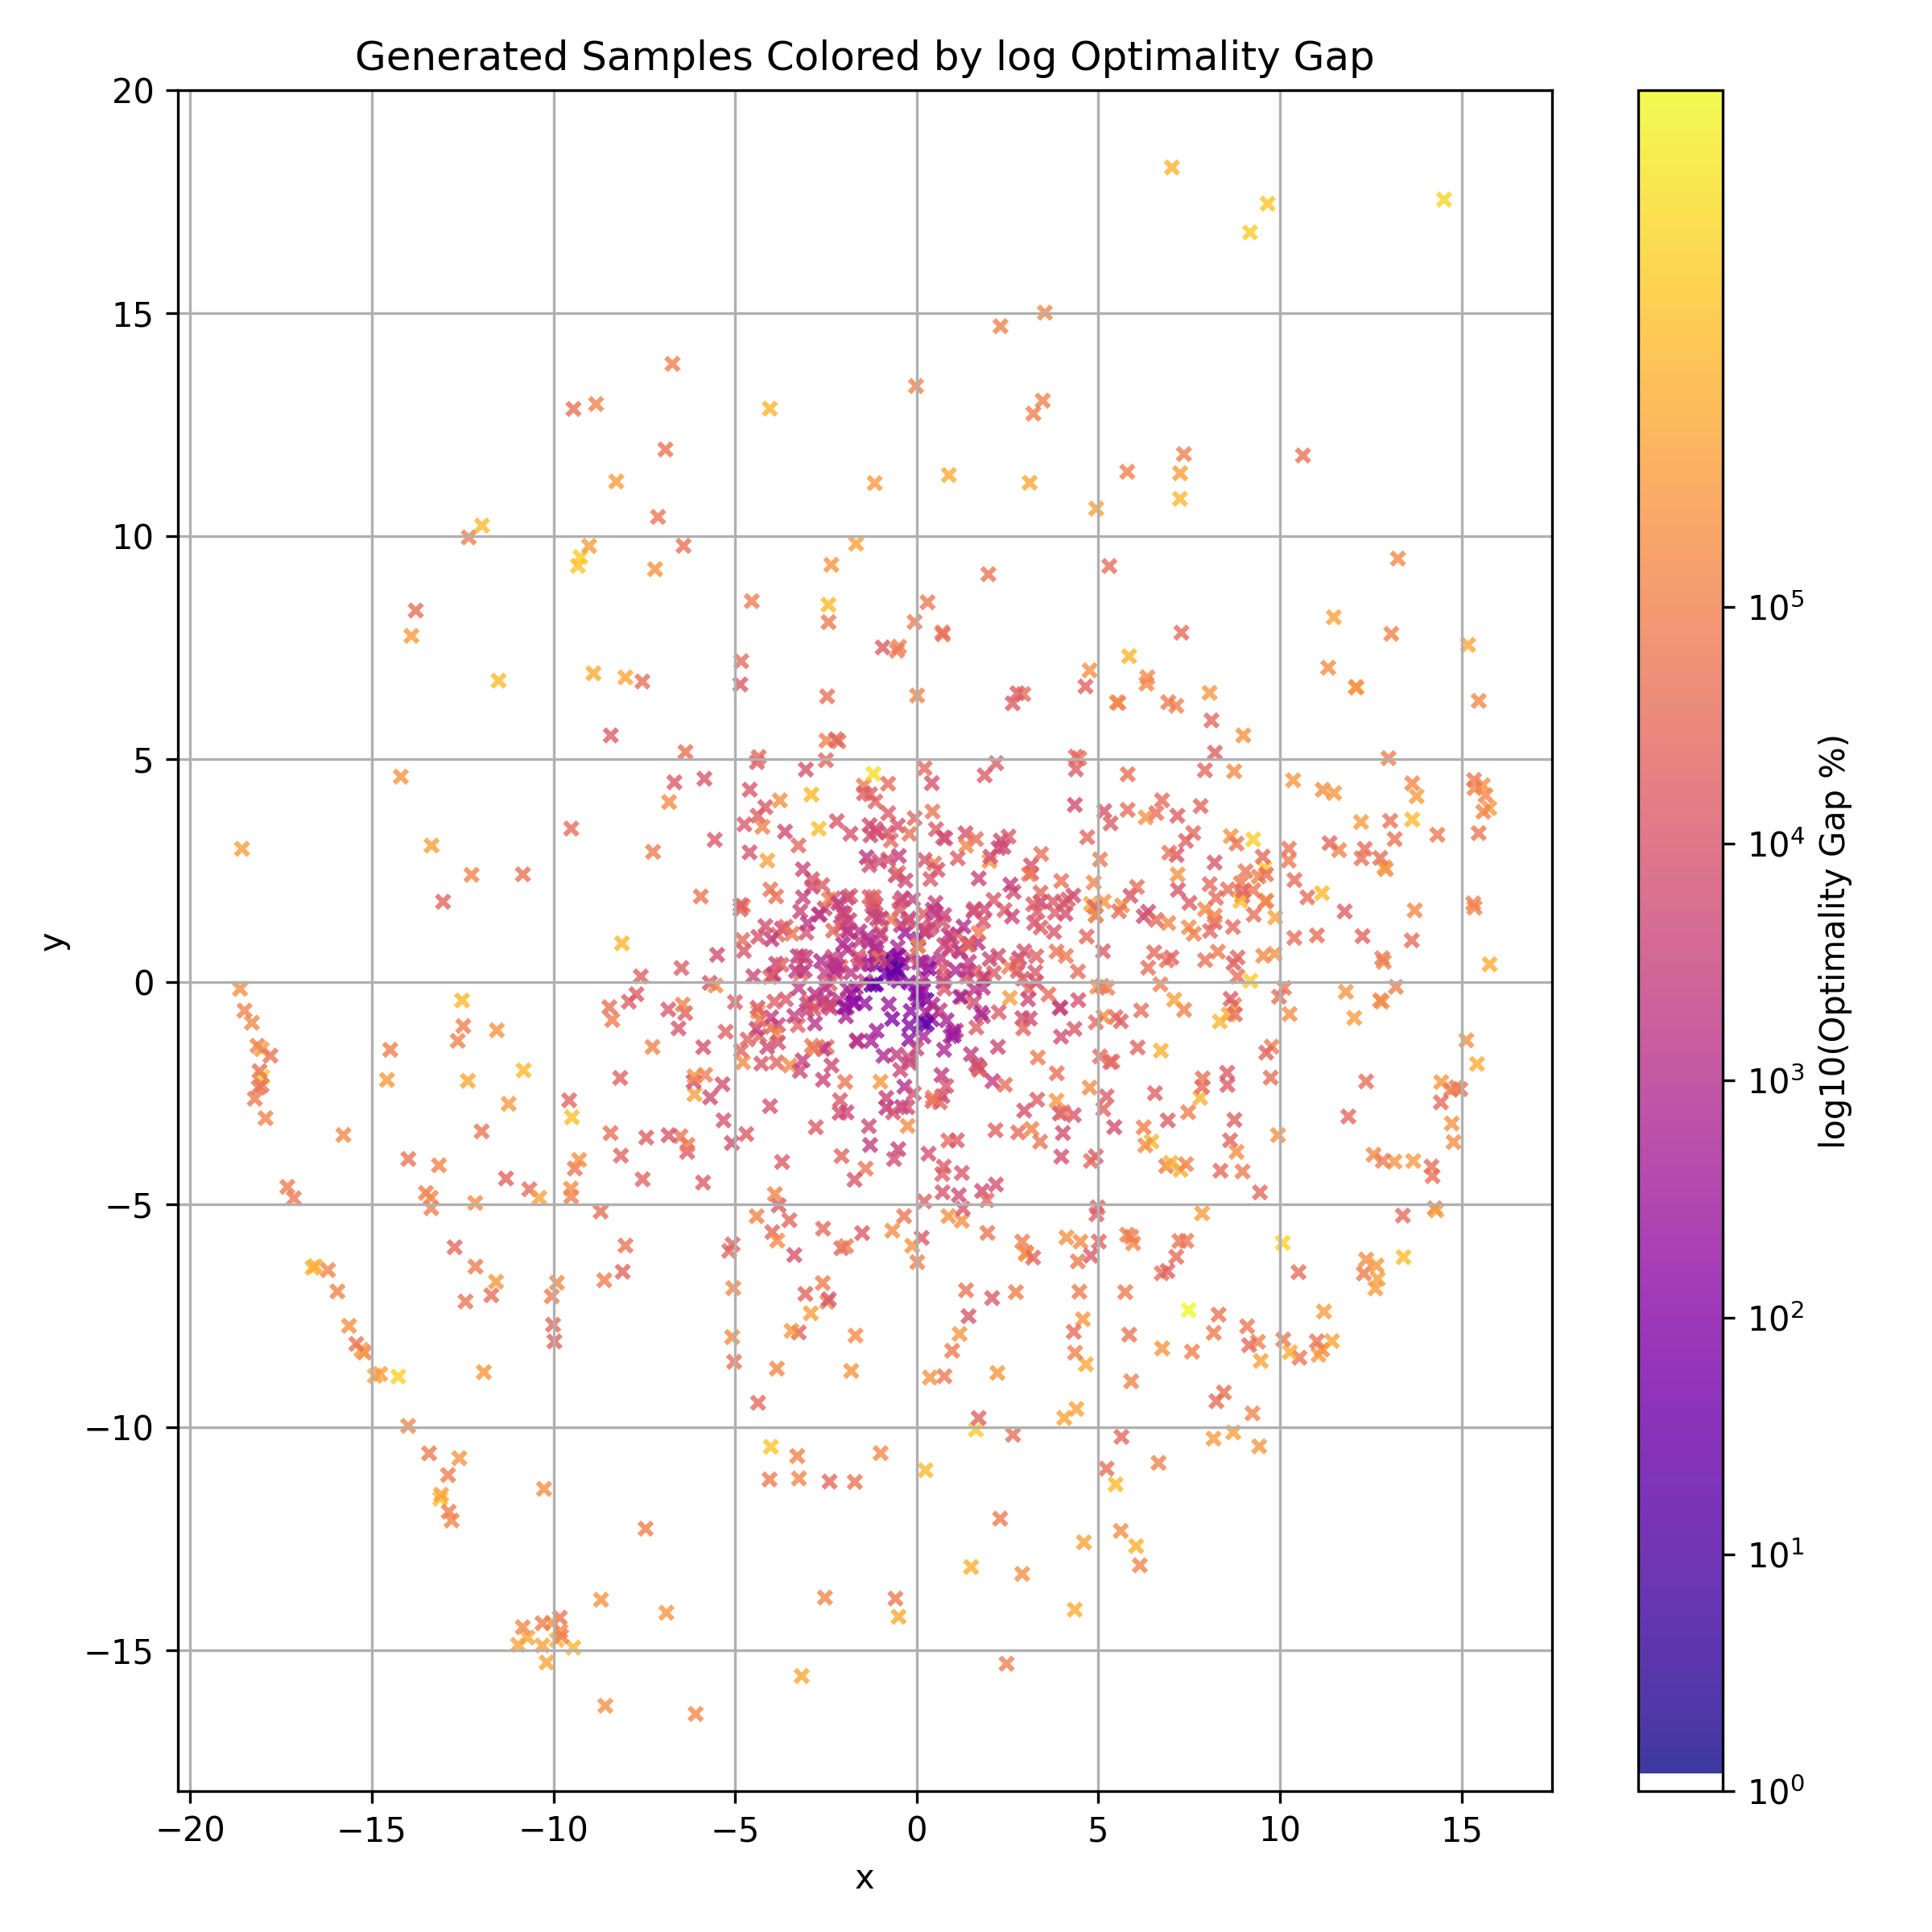 Generated Samples Colored by log Optimality Gap
20
15
10
5
0
−5
−10
−15
y
−20 −15 −10 −5 0 5 10 15
x
10⁵
10⁴
10³
10²
10¹
10⁰
log10(Optimality Gap %)